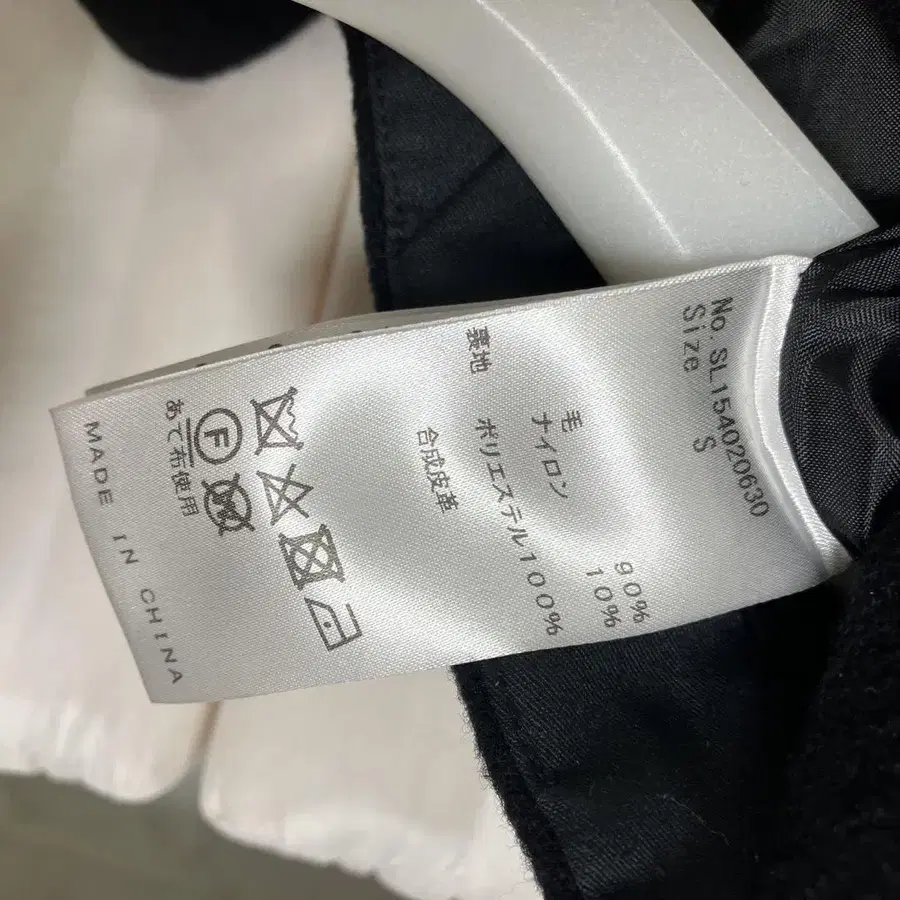 No.SL154020630
Size S
毛 90%
ナイロン 10%
裏地 ポリエステル100%
合成皮革
F W
あて布使用
MADE IN CHINA